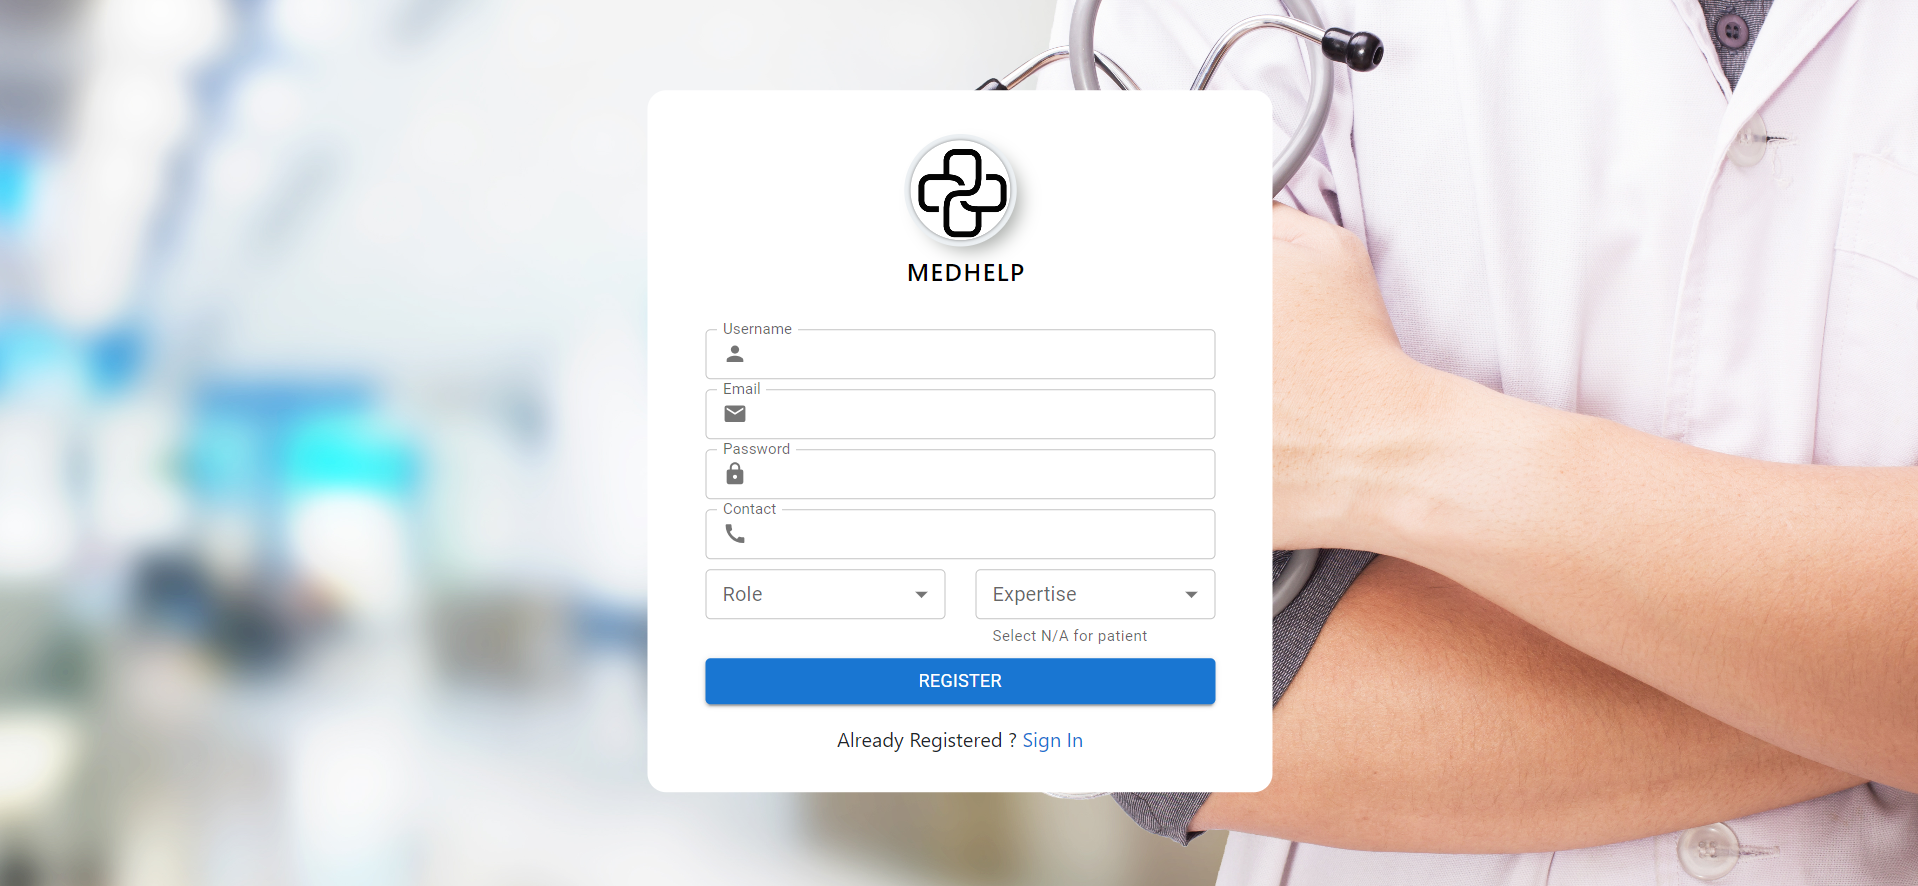 MEDHELP
Username
Email
Password
Contact
Role
Expertise
Select N/A for patient
REGISTER
Already Registered ? Sign In